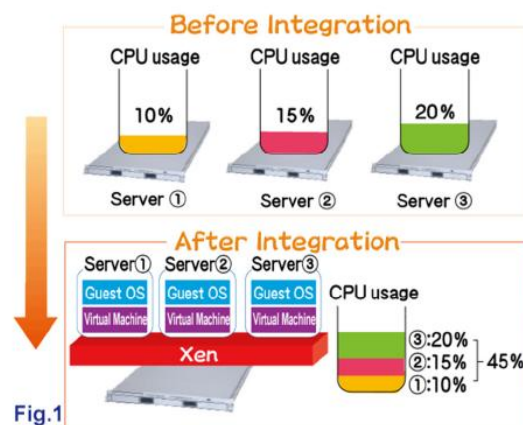 Before Integration
CPU usage CPU usage CPU usage
10% 15% 20%
Server ① Server ② Server ③
After Integration
Server① Server② Server③
Guest OS Guest OS Guest OS
Virtual Machine Virtual Machine Virtual Machine
Xen
CPU usage
③:20%
②:15% 45%
①:10%
Fig.1